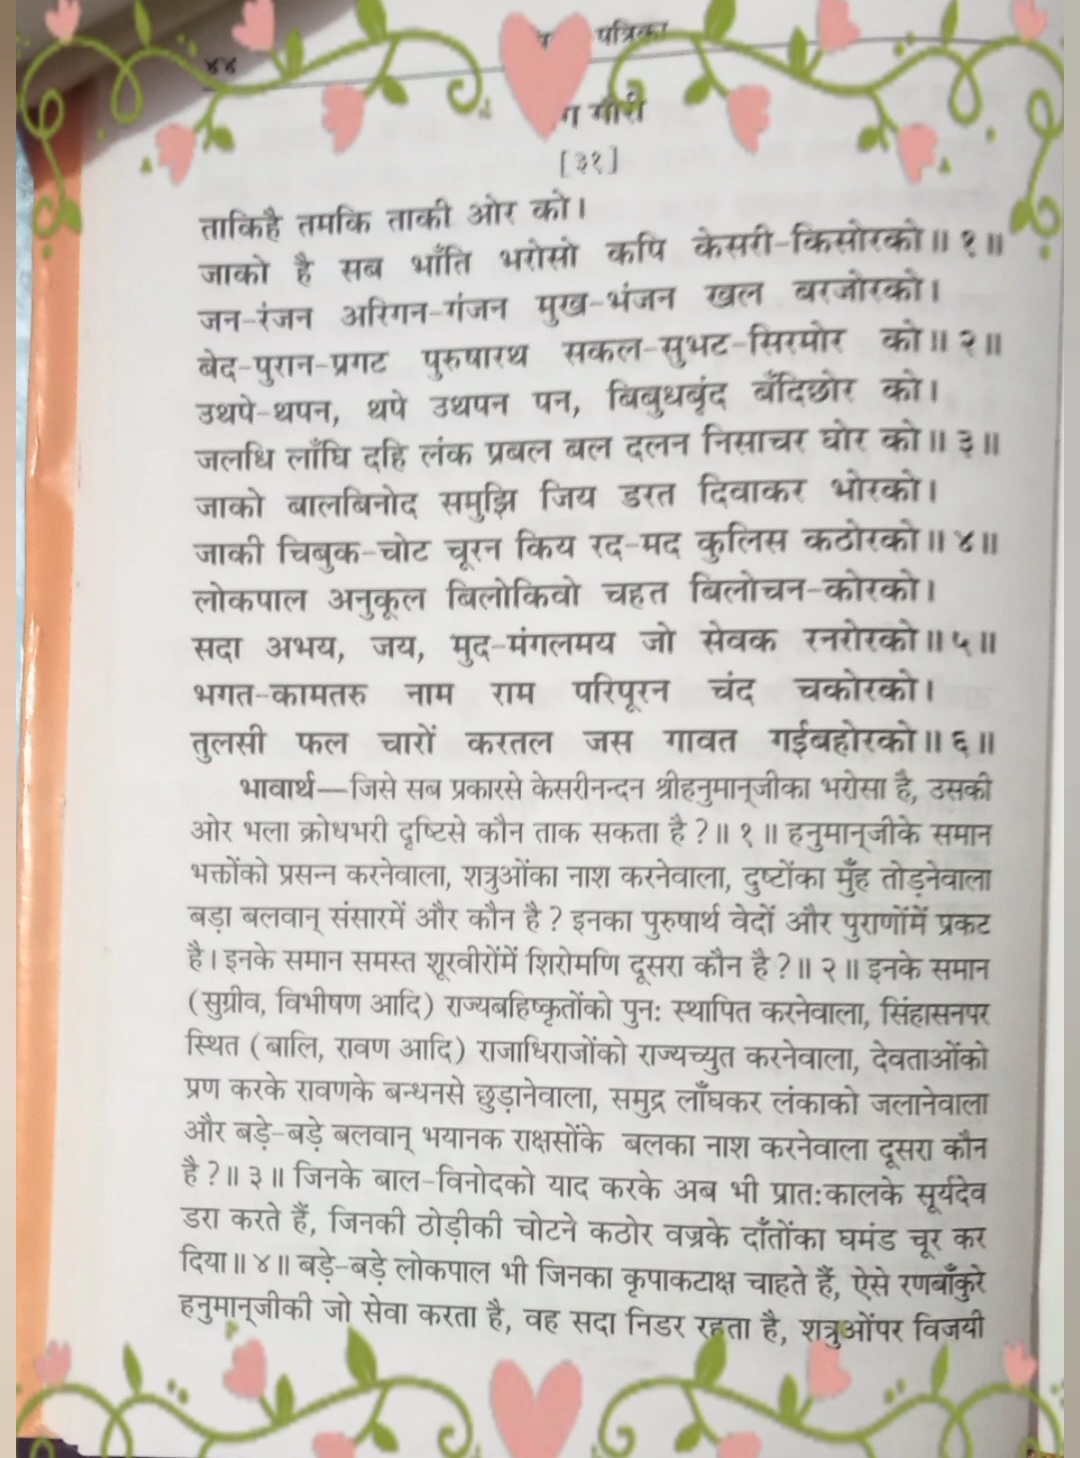 ४४
पत्रिका
गौरी
[३१]
ताकिहै तमकि ताकी ओर को।
जाको है सब भाँति भरोसो कपि केसरी-किसोरको॥ १ ॥
जन-रंजन अरिगन-गंजन मुख-भंजन खल बरजोरको।
बेद-पुरान-प्रगट पुरुषारथ सकल-सुभट-सिरमोर को॥ २॥
उथपे-थपन, थपे उथपन पन, बिबुधबृंद बँदिछोर को।
जलधि लाँघि दहि लंक प्रबल बल दलन निसाचर घोर को॥ ३॥
जाको बालबिनोद समुझि जिय डरत दिवाकर भोरको।
जाकी चिबुक-चोट चूरन किय रद-मद कुलिस कठोरको॥ ४॥
लोकपाल अनुकूल बिलोकिवो चहत बिलोचन-कोरको।
सदा अभय, जय, मुद-मंगलमय जो सेवक रनरोरको॥ ५॥
भगत-कामतरु नाम राम परिपूरन चंद चकोरको।
तुलसी फल चारों करतल जस गावत गईबहोरको॥ ६॥
भावार्थ—जिसे सब प्रकारसे केसरीनन्दन श्रीहनुमान्‌जीका भरोसा है, उसकी
ओर भला क्रोधभरी दृष्टिसे कौन ताक सकता है ?॥ १ ॥ हनुमान्‌जीके समान
भक्तोंको प्रसन्न करनेवाला, शत्रुओंका नाश करनेवाला, दुष्टोंका मुँह तोड़नेवाला
बड़ा बलवान् संसारमें और कौन है ? इनका पुरुषार्थ वेदों और पुराणोंमें प्रकट
है। इनके समान समस्त शूरवीरोंमें शिरोमणि दूसरा कौन है ?॥ २॥ इनके समान
(सुग्रीव, विभीषण आदि) राज्यबहिष्कृतोंको पुनः स्थापित करनेवाला, सिंहासनपर
स्थित (बालि, रावण आदि) राजाधिराजोंको राज्यच्युत करनेवाला, देवताओंको
प्रण करके रावणके बन्धनसे छुड़ानेवाला, समुद्र लाँघकर लंकाको जलानेवाला
और बड़े-बड़े बलवान् भयानक राक्षसोंके बलका नाश करनेवाला दूसरा कौन
है ?॥ ३॥ जिनके बाल-विनोदको याद करके अब भी प्रातःकालके सूर्यदेव
डरा करते हैं, जिनकी ठोड़ीकी चोटने कठोर वज्रके दाँतोंका घमंड चूर कर
दिया॥ ४॥ बड़े-बड़े लोकपाल भी जिनका कृपाकटाक्ष चाहते हैं, ऐसे रणबाँकुरे
हनुमान्‌जीकी जो सेवा करता है, वह सदा निडर रहता है, शत्रुओंपर विजयी